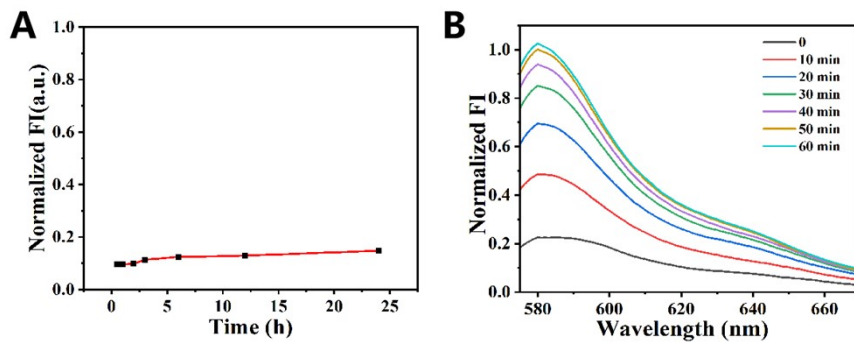 A
Normalized FI(a.u.)
1.0
0.8
0.6
0.4
0.2
0.0
0
5
10
15
20
25
Time (h)
B
Normalized FI
1.0
0.8
0.6
0.4
0.2
0.0
580
600
620
640
660
Wavelength (nm)
0
10 min
20 min
30 min
40 min
50 min
60 min